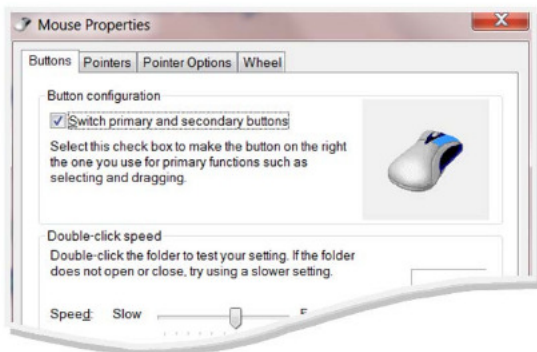 Mouse Properties
Buttons Pointers Pointer Options Wheel
Button configuration
Switch primary and secondary buttons
Select this check box to make the button on the right
the one you use for primary functions such as
selecting and dragging.
Double-click speed
Double-click the folder to test your setting. If the folder
does not open or close, try using a slower setting.
Speed: Slow